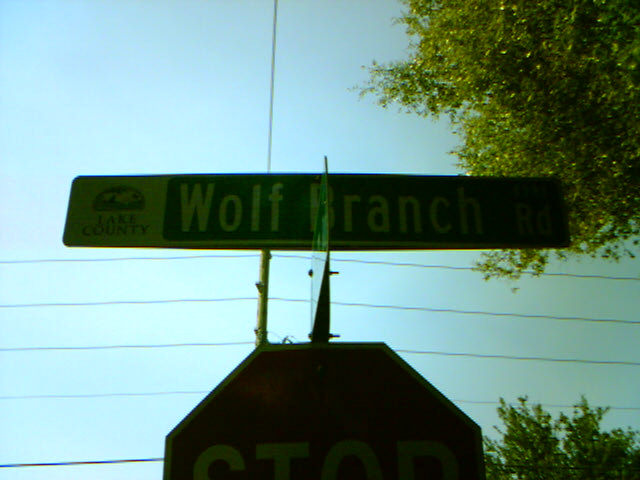 LAKE
COUNTY
Wolf Branch Rd
STOP